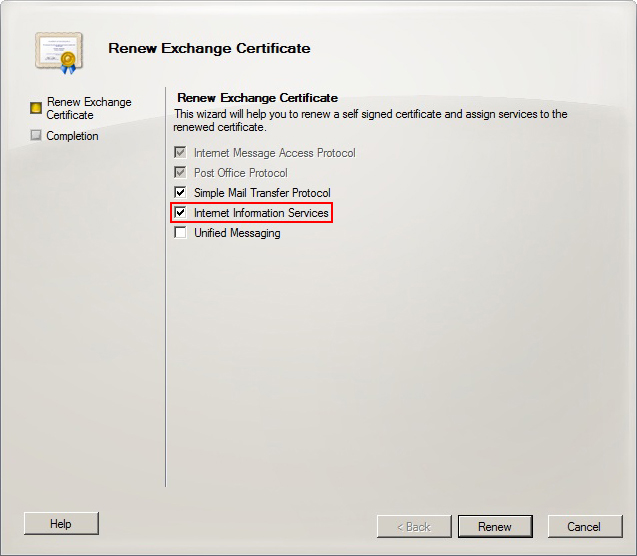 Renew Exchange Certificate
Renew Exchange
Certificate
Completion
Renew Exchange Certificate
This wizard will help you to renew a self signed certificate and assign services to the
renewed certificate.
Internet Message Access Protocol
Post Office Protocol
Simple Mail Transfer Protocol
Internet Information Services
Unified Messaging
Help
< Back
Renew
Cancel